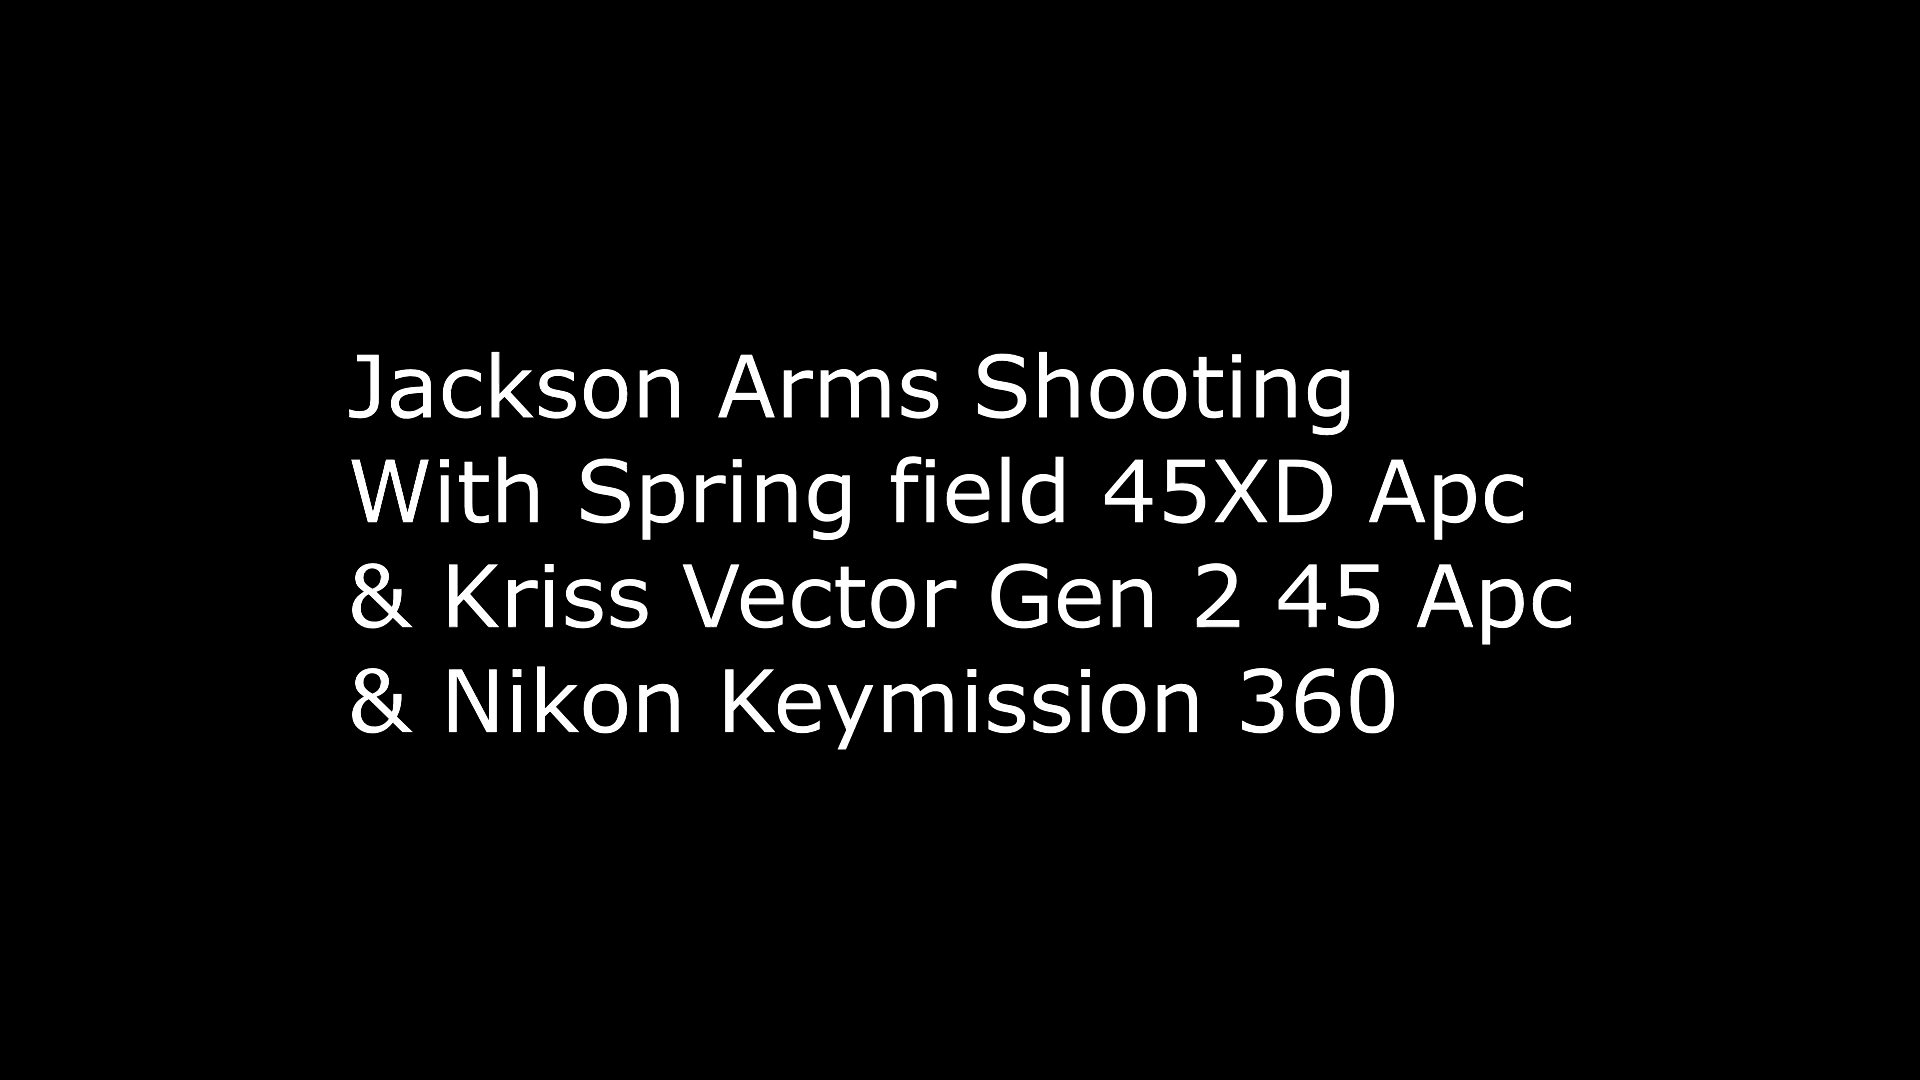 Jackson Arms Shooting
With Spring field 45XD Apc
& Kriss Vector Gen 2 45 Apc
& Nikon Keymission 360